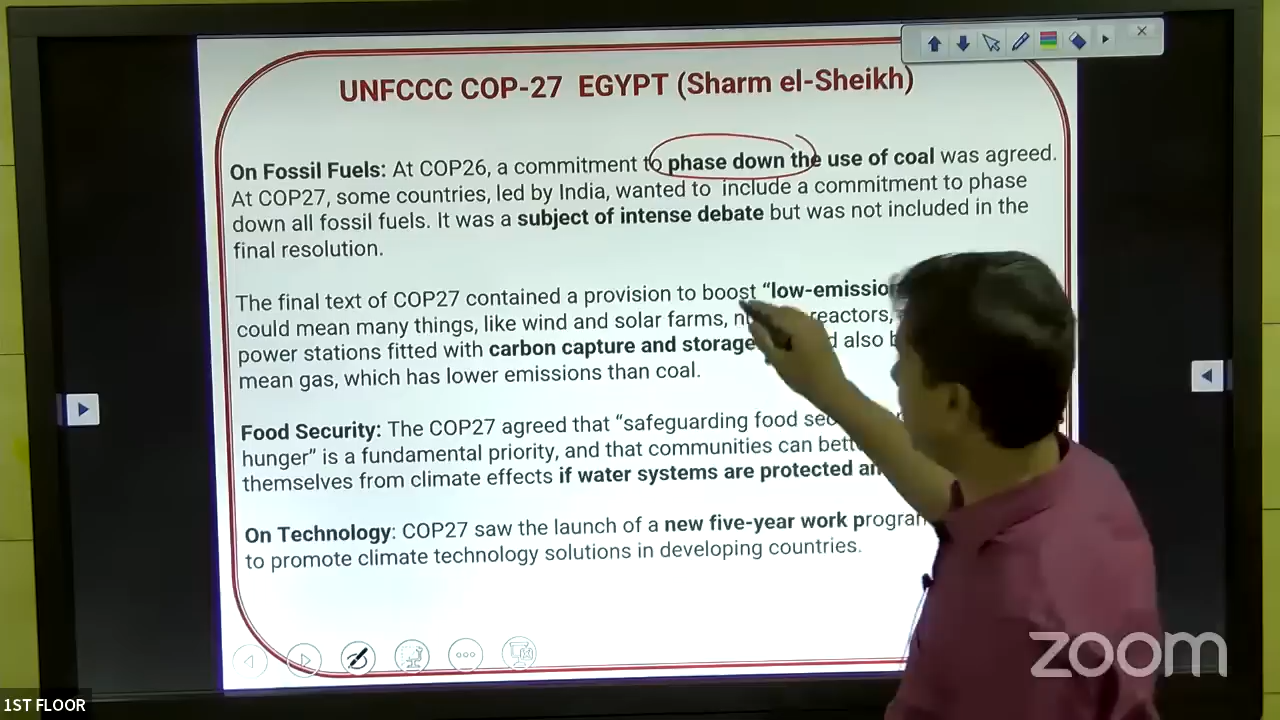 UNFCCC COP-27 EGYPT (Sharm el-Sheikh)
On Fossil Fuels: At COP26, a commitment to phase down the use of coal was agreed.
At COP27, some countries, led by India, wanted to include a commitment to phase
down all fossil fuels. It was a subject of intense debate but was not included in the
final resolution.
The final text of COP27 contained a provision to boost “low-emission
could mean many things, like wind and solar farms, reactors,
power stations fitted with carbon capture and storage also
mean gas, which has lower emissions than coal.
Food Security: The COP27 agreed that “safeguarding food
hunger” is a fundamental priority, and that communities can
themselves from climate effects if water systems are protected
On Technology: COP27 saw the launch of a new five-year work
to promote climate technology solutions in developing countries.
zoom
1ST FLOOR